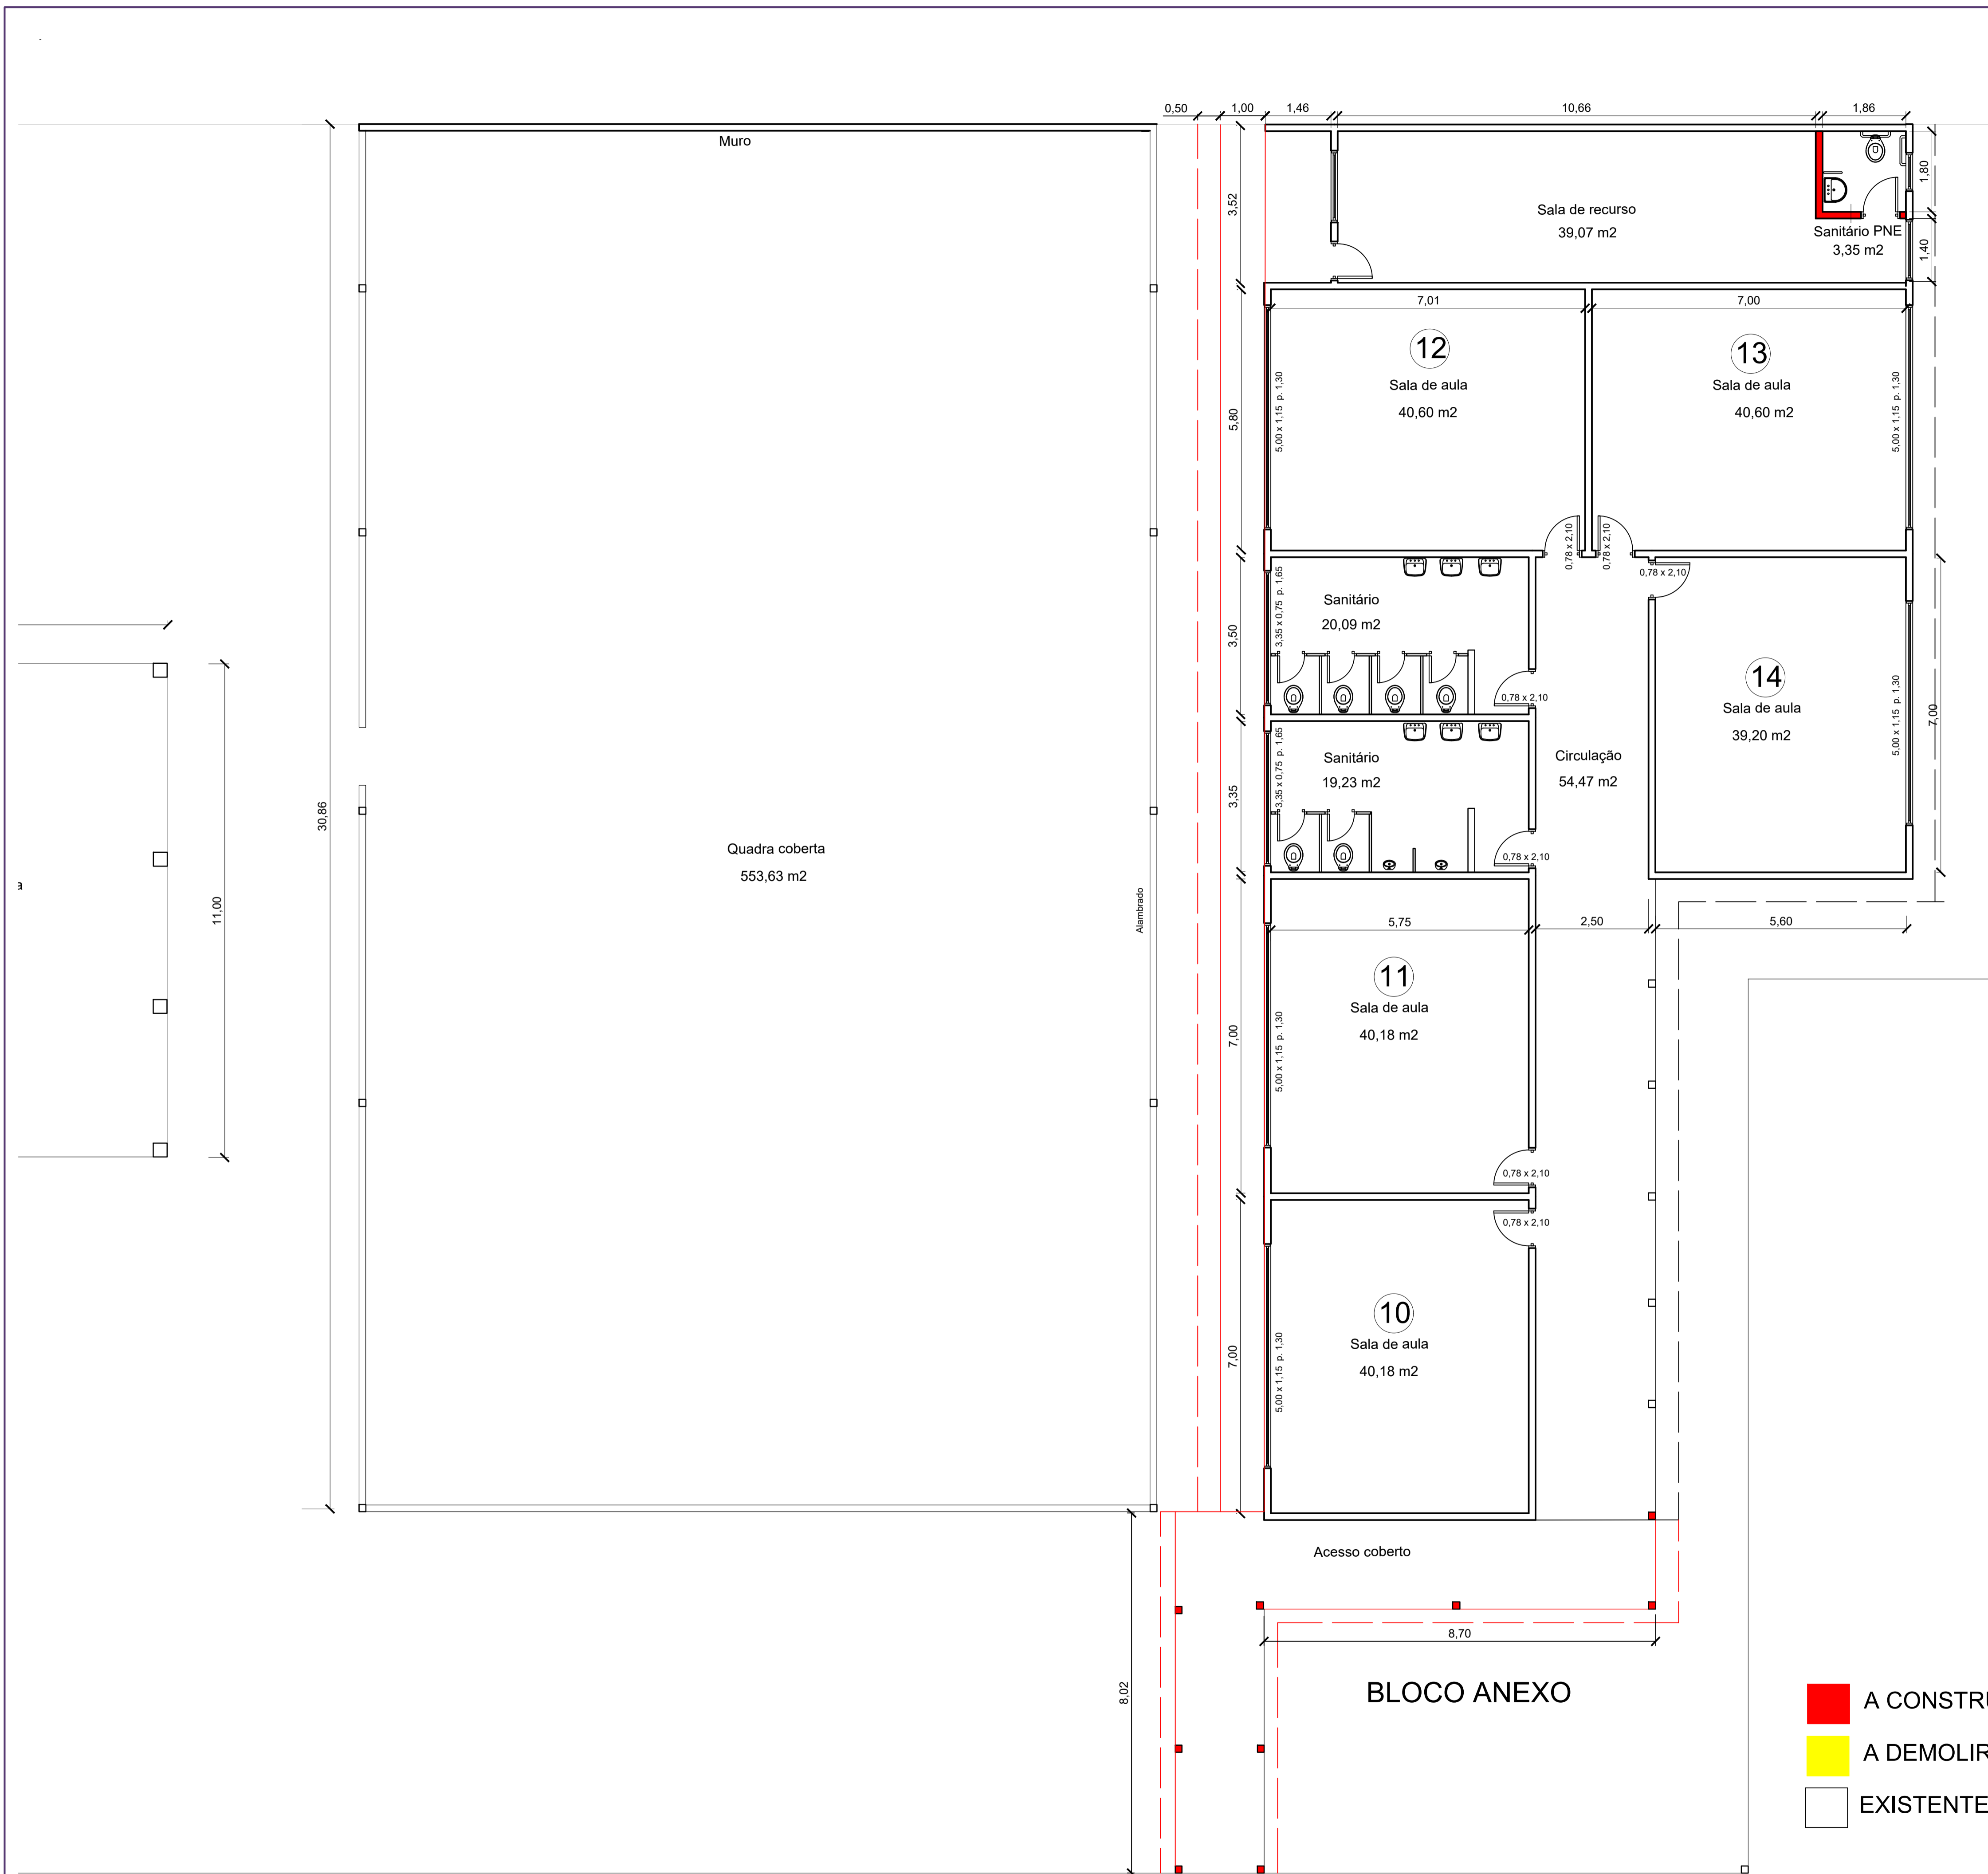 0,50
1,00
1,46
10,66
1,86
Muro
3,52
Sala de recurso
39,07 m2
1,80
Sanitário PNE
3,35 m2
1,40
7,01
7,00
12
Sala de aula
40,60 m2
13
Sala de aula
40,60 m2
5,00 x 1,15 p. 1,30
5,00 x 1,15 p. 1,30
5,80
0,78 x 2,10
0,78 x 2,10
0,78 x 2,10
3,35 x 0,75 p. 1,65
Sanitário
20,09 m2
3,50
0,78 x 2,10
14
Sala de aula
39,20 m2
5,00 x 1,15 p. 1,30
7,00
3,35 x 0,75 p. 1,65
Sanitário
19,23 m2
3,35
0,78 x 2,10
Circulação
54,47 m2
30,86
Quadra coberta
553,63 m2
Alambrado
a
11,00
5,75
2,50
5,60
11
Sala de aula
40,18 m2
5,00 x 1,15 p. 1,30
7,00
0,78 x 2,10
0,78 x 2,10
10
Sala de aula
40,18 m2
5,00 x 1,15 p. 1,30
7,00
Acesso coberto
8,70
8,02
BLOCO ANEXO
A CONSTRU
A DEMOLIR
EXISTENTE